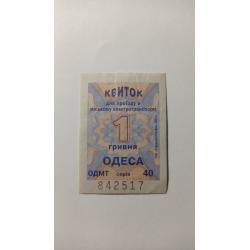 КВИТОК
для проїзду в
міському електротранспорті
1
гривня
ОДЕСА
ОДМТ серія 40
842517